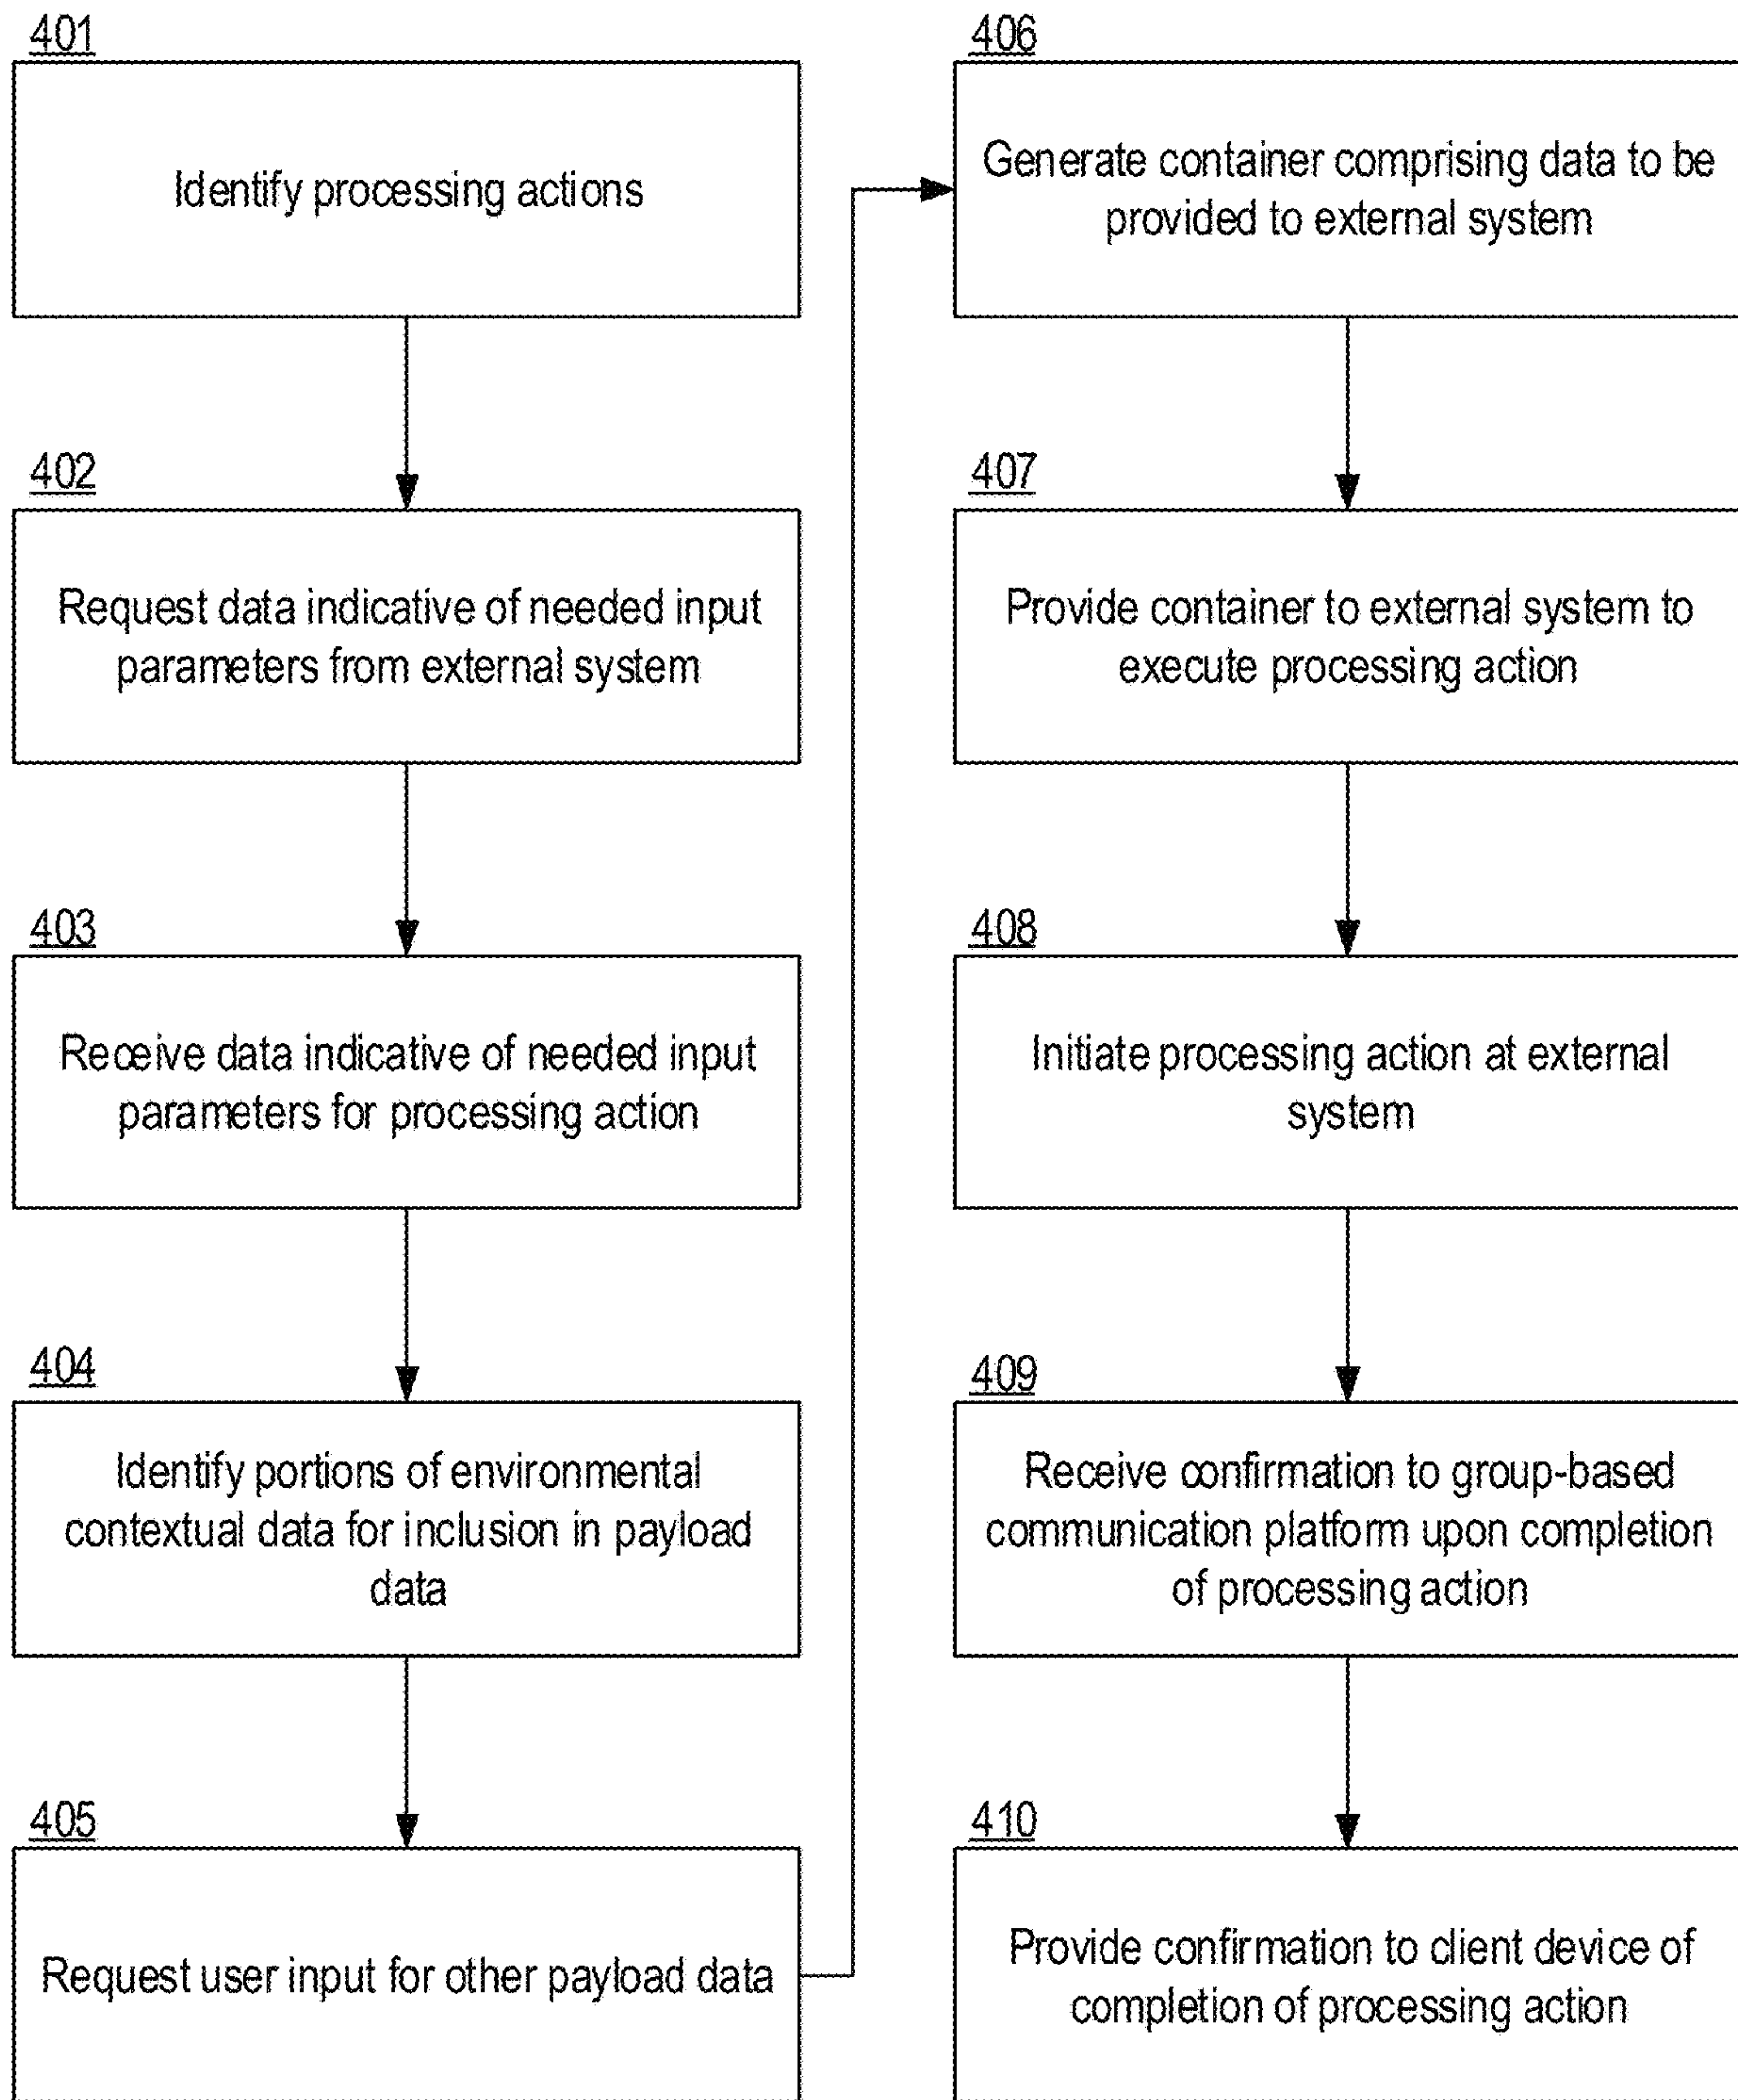 401
Identify processing actions
402
Request data indicative of needed input
parameters from external system
403
Receive data indicative of needed input
parameters for processing action
404
Identify portions of environmental
contextual data for inclusion in payload
data
405
Request user input for other payload data
406
Generate container comprising data to be
provided to external system
407
Provide container to external system to
execute processing action
408
Initiate processing action at external
system
409
Receive confirmation to group-based
communication platform upon completion
of processing action
410
Provide confirmation to client device of
completion of processing action